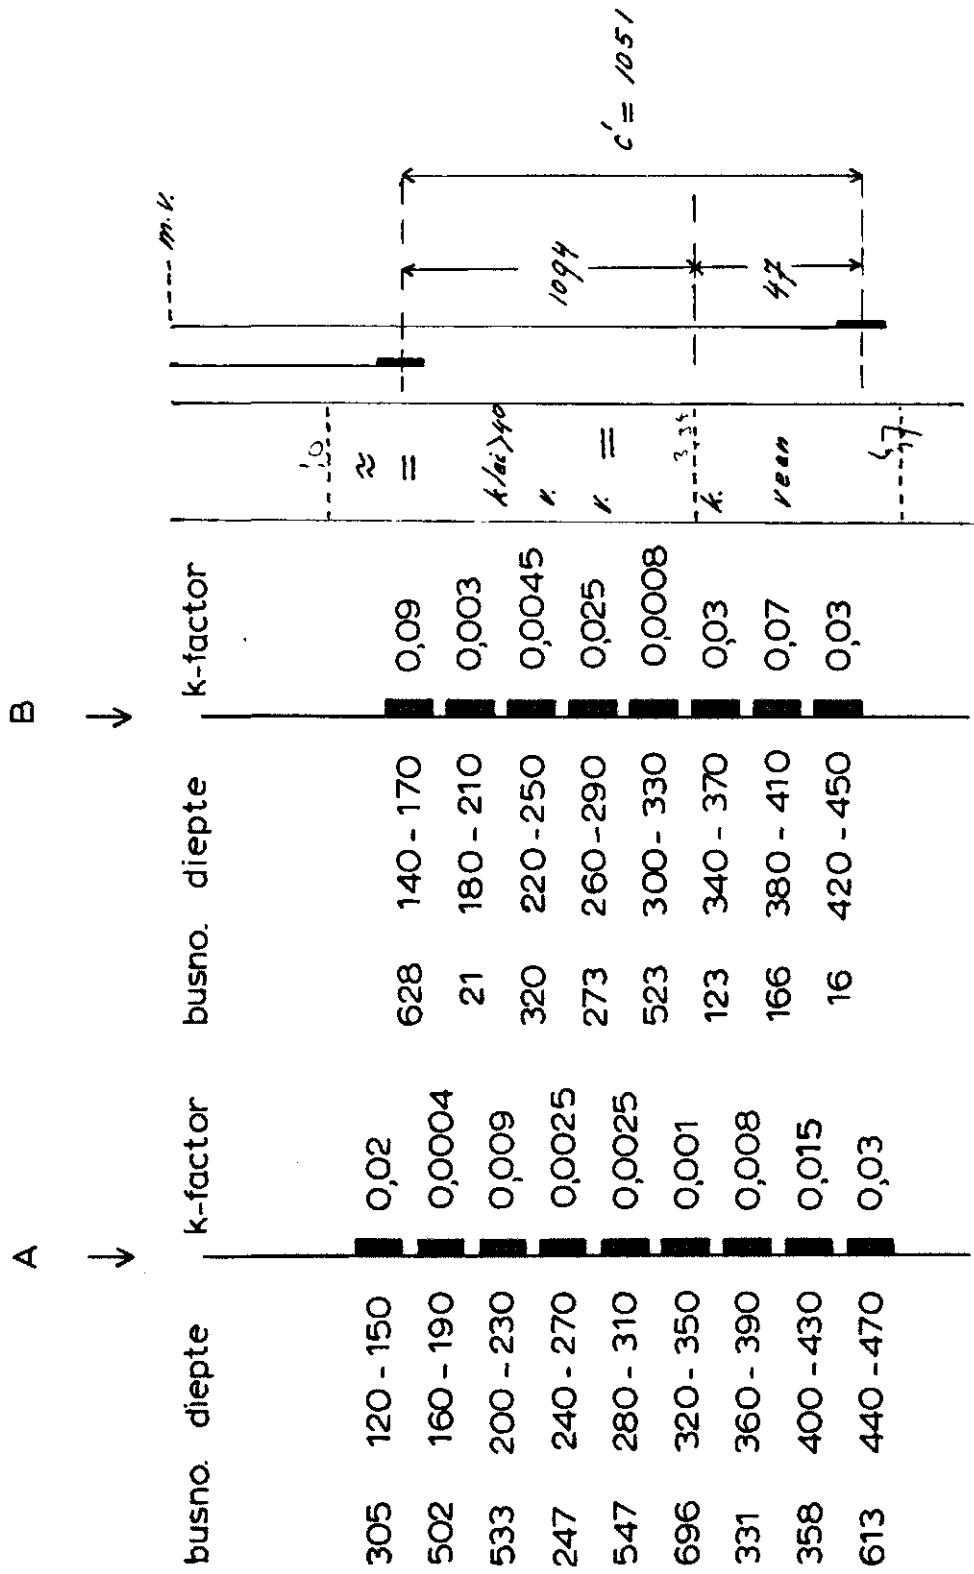 A
busno. diepte k-factor
305 120-150 0,02
502 160-190 0,0004
533 200-230 0,009
247 240-270 0,0025
547 280-310 0,0025
696 320-350 0,001
331 360-390 0,008
358 400-430 0,015
613 440-470 0,03
B
busno. diepte k-factor
628 140-170 0,09
21 180-210 0,003
320 220-250 0,0045
273 260-290 0,025
523 300-330 0,0008
123 340-370 0,03
166 380-410 0,07
16 420-450 0,03
≈
=
klei>40
v.
v. =
3,34
k.
veen
m.v.
1094
47
c' = 1051